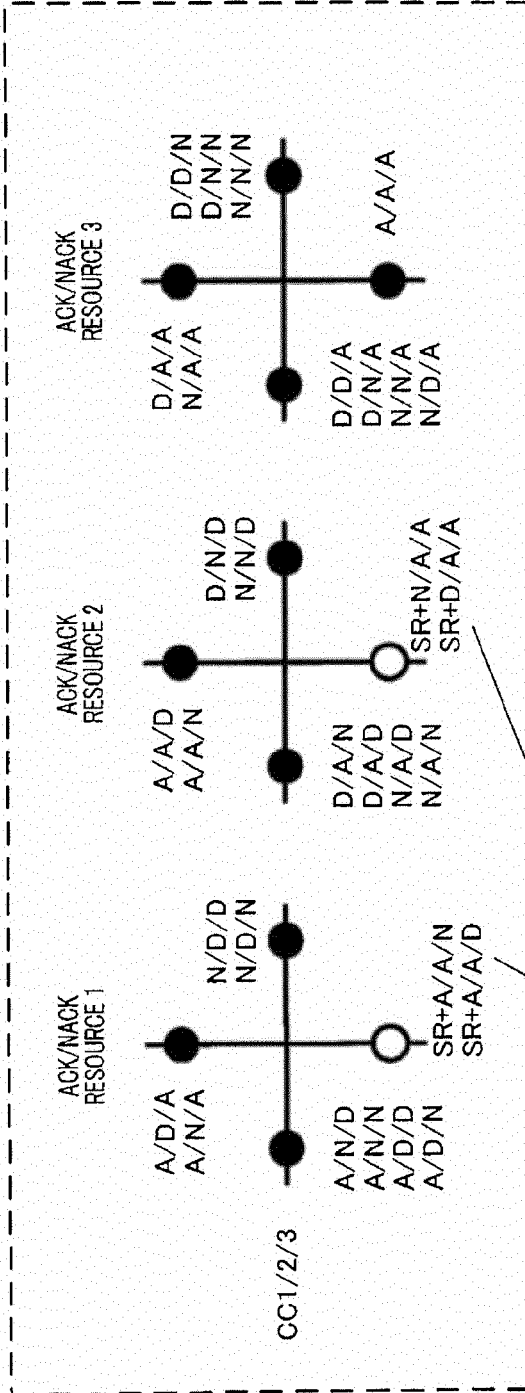 CC1/2/3
ACK/NACK
RESOURCE 1
A/D/A
A/N/A
N/D/D
N/D/N
A/N/D
A/N/N
A/D/D
A/D/N
SR+A/A/N
SR+A/A/D
ACK/NACK
RESOURCE 2
A/A/D
A/A/N
D/N/D
N/N/D
D/A/N
D/A/D
N/A/D
N/A/N
SR+N/A/A
SR+D/A/A
ACK/NACK
RESOURCE 3
D/A/A
N/A/A
D/D/N
D/N/N
N/N/N
D/D/A
D/N/A
N/N/A
N/D/A
A/A/A